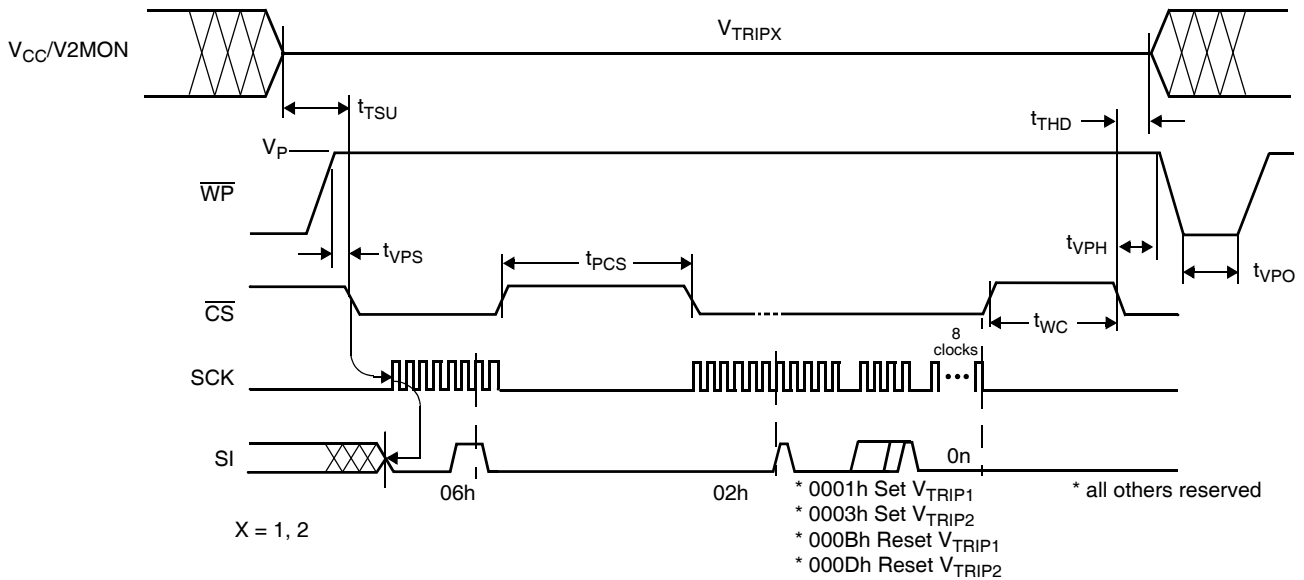 VCC/V2MON
VTRIPX
tTSU
tTHD
VP
WP
tVPS
tPCS
tVPH
tVPO
CS
tWC
8
clocks
SCK
SI
0n
06h
02h
* 0001h Set VTRIP1
* all others reserved
* 0003h Set VTRIP2
X = 1, 2
* 000Bh Reset VTRIP1
* 000Dh Reset VTRIP2